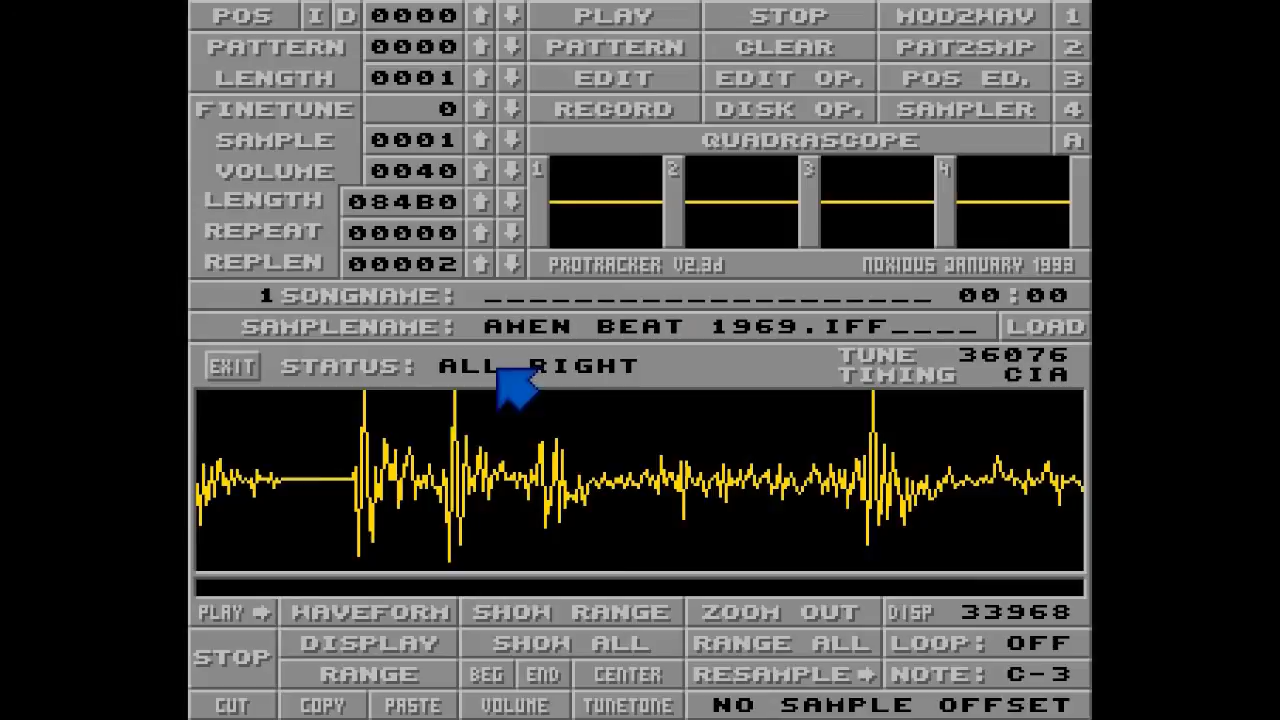 POS I D 0000 PLAY STOP MOD2WAV 1
PATTERN 0000 PATTERN CLEAR PAT2SMP 2
LENGTH 0001 EDIT EDIT OP. POS ED. 3
FINETUNE 0 RECORD DISK OP. SAMPLER 4
SAMPLE 0001 QUADRASCOPE A
VOLUME 0040 1 2 3 4
LENGTH 084B0
REPEAT 00000
REPLEN 00002 PROTRACKER V2.3d NOXIOUS JANUARY 1993
1 SONGNAME: ____________________ 00:00
SAMPLENAME: AMEN BEAT 1969.IFF____ LOAD
EXIT STATUS: ALL RIGHT TUNE 36076
TIMING CIA
PLAY WAVEFORM SHOW RANGE ZOOM OUT DISP 33968
STOP DISPLAY SHOW ALL RANGE ALL LOOP: OFF
RANGE BEG END CENTER RESAMPLE NOTE: C-3
CUT COPY PASTE VOLUME TUNETONE NO SAMPLE OFFSET